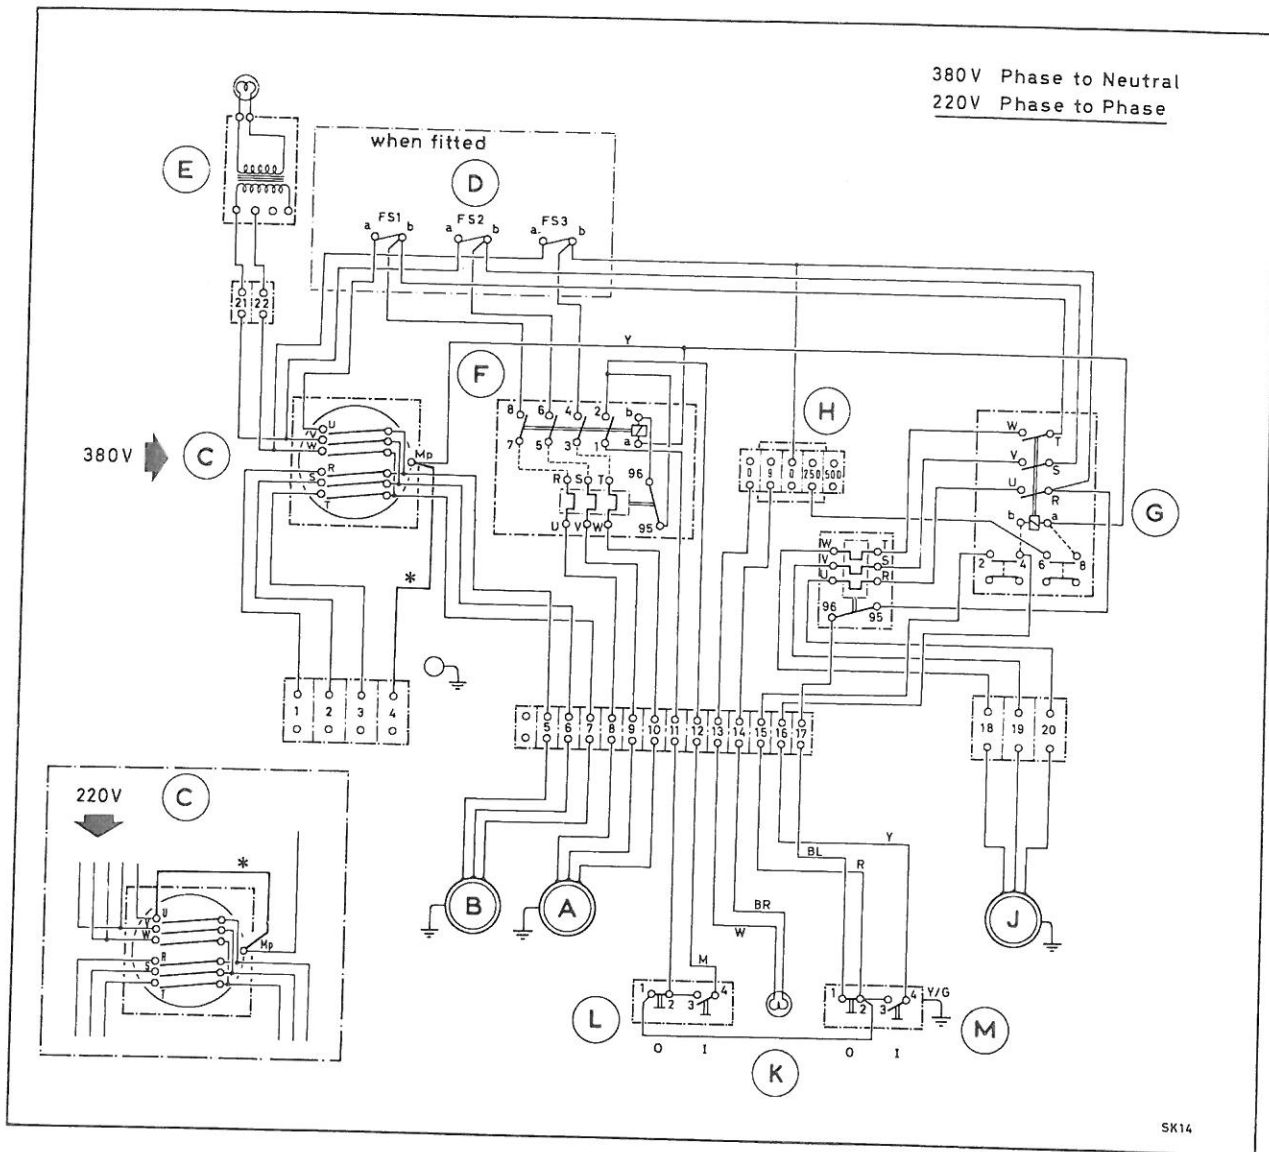 380V Phase to Neutral
220V Phase to Phase
when fitted
E
D
a FS1 b
a FS2 b
a FS3 b
21 22
Y
F
H
380V
C
U
V
W
R
S
T
Mp
8 6 4 2 b
7 5 3 1 a
R S T
96
U V W 95
0 9 0 250 500
W T
V S
U R
b a
G
2 4 6 8
W T
V S
U R
96 95
*
1 2 3 4
5 6 7 8 9 10 11 12 13 14 15 16 17
18 19 20
220V
C
*
U
V
W
Mp
R
S
T
B
A
J
BL
Y
R
BR
W
M
1 2 3 4
1 2 3 4
Y/G
L
M
O I
K
O I
SK14